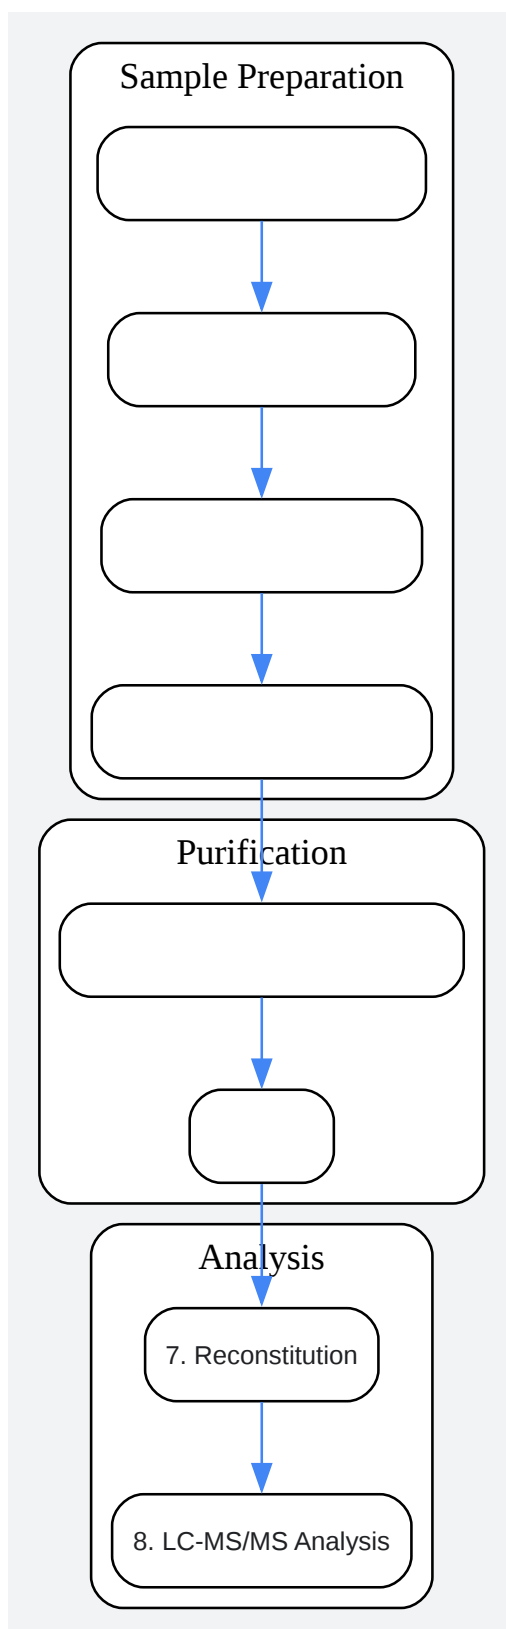 Sample Preparation
Purification
Analysis
7. Reconstitution
8. LC-MS/MS Analysis